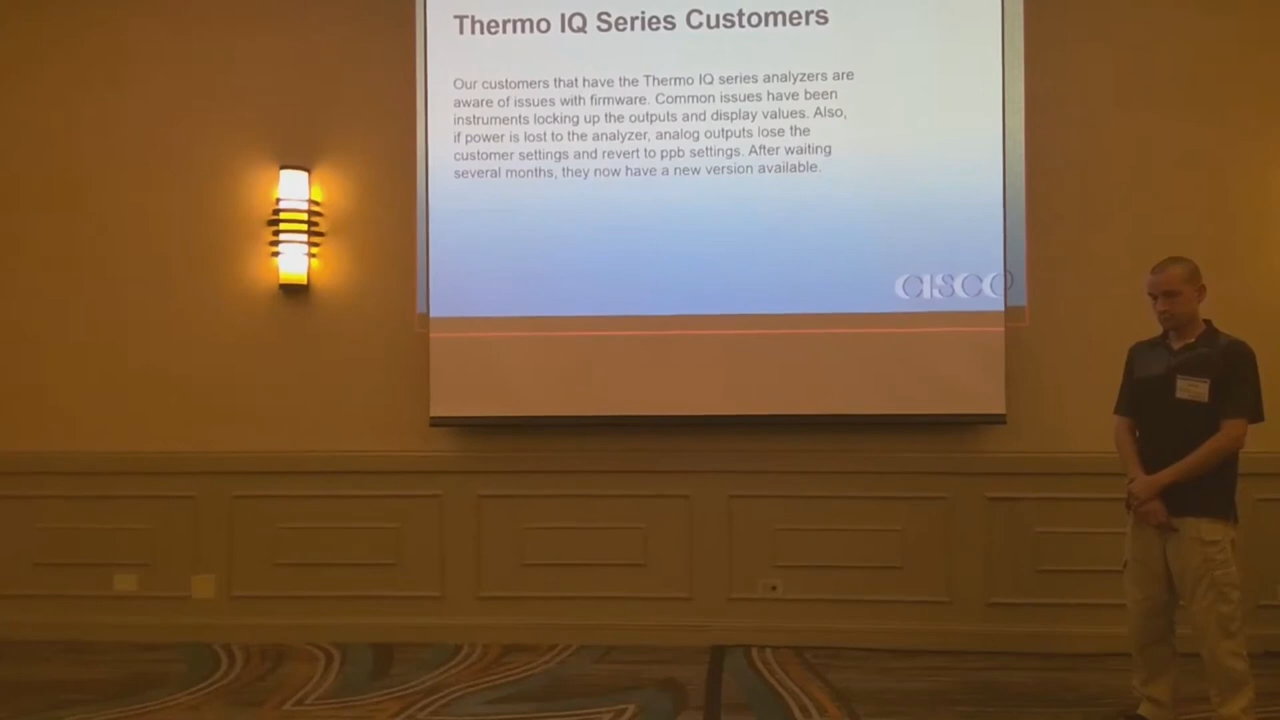 Thermo IQ Series Customers
Our customers that have the Thermo IQ series analyzers are
aware of issues with firmware. Common issues have been
instruments locking up the outputs and display values. Also,
if power is lost to the analyzer, analog outputs lose the
customer settings and revert to ppb settings. After waiting
several months, they now have a new version available.
CISCO